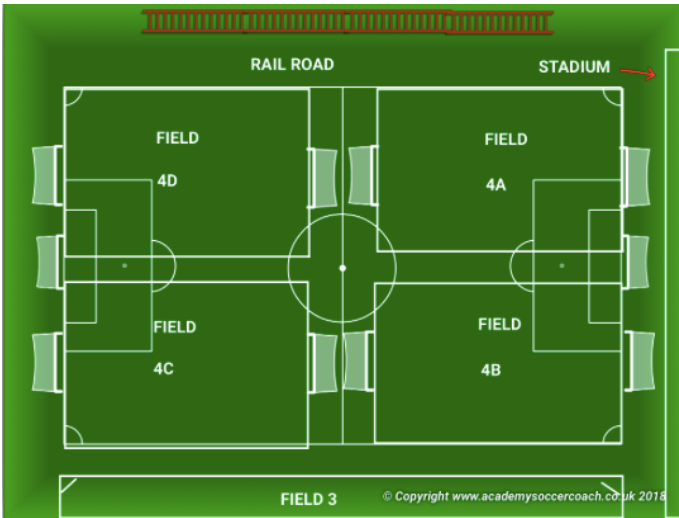 RAIL ROAD
STADIUM
FIELD
4D
FIELD
4A
FIELD
4C
FIELD
4B
FIELD 3
© Copyright www.academysoccercoach.co.uk 2018